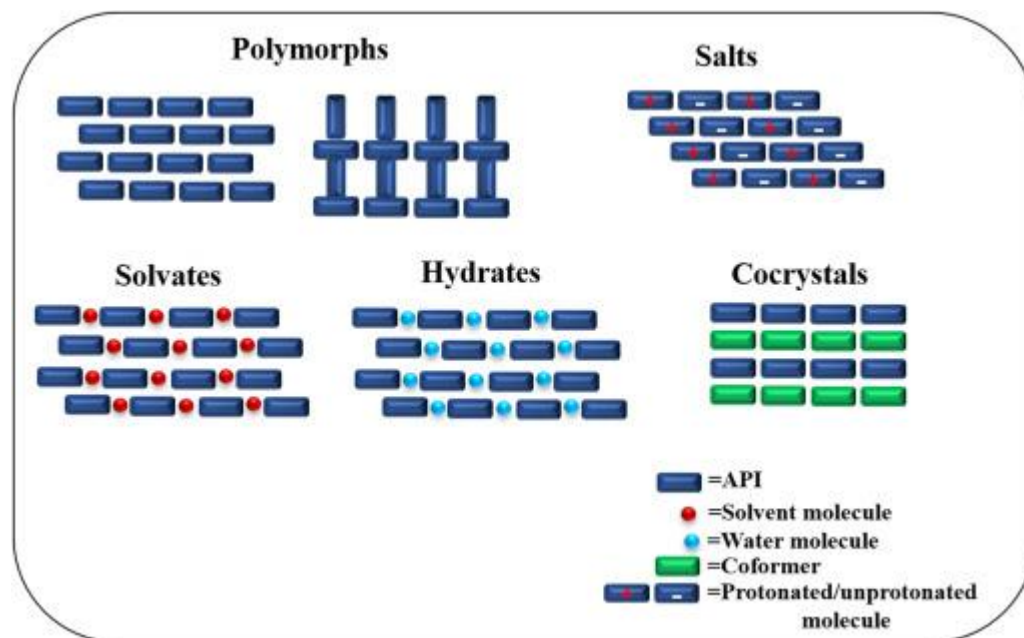 Polymorphs
Salts
Solvates
Hydrates
Cocrystals
=API
=Solvent molecule
=Water molecule
=Coformer
=Protonated/unprotonated
molecule